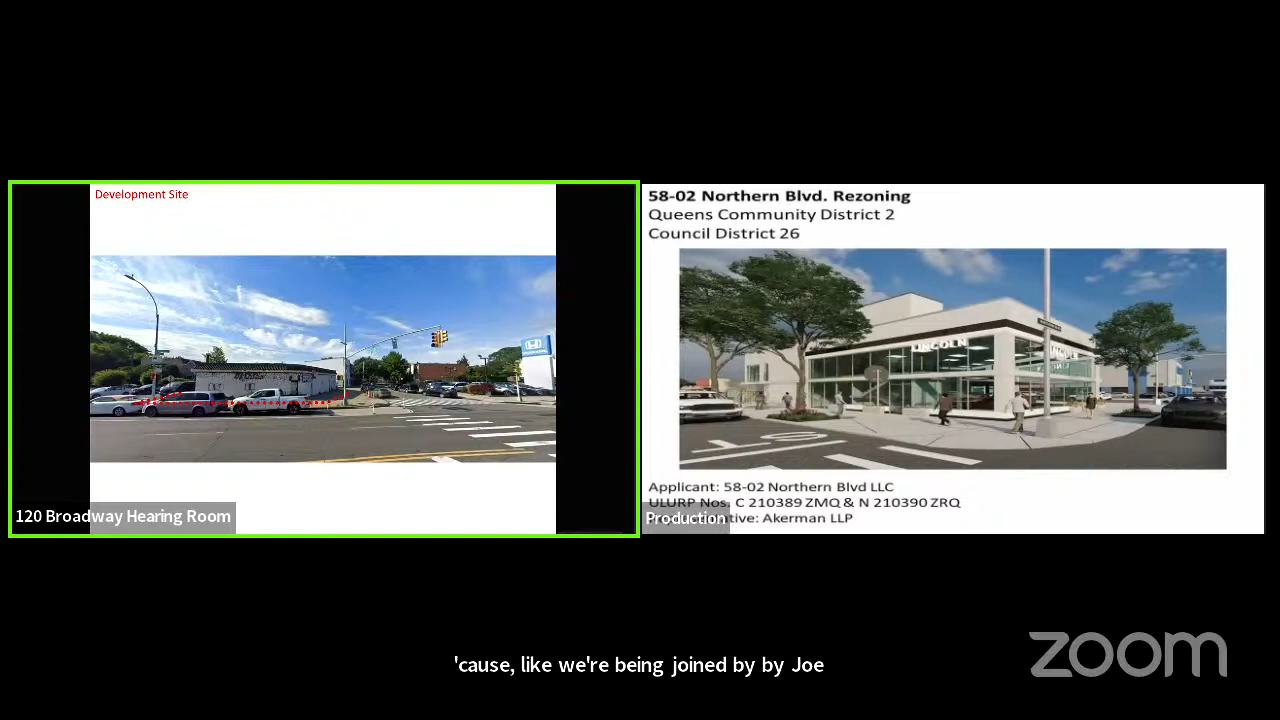 Development Site
120 Broadway Hearing Room
58-02 Northern Blvd. Rezoning
Queens Community District 2
Council District 26
LINCOLN
Applicant: 58-02 Northern Blvd LLC
ULURP Nos. C 210389 ZMQ & N 210390 ZRQ
Akerman LLP
Production
'cause, like we're being joined by by Joe
zoom